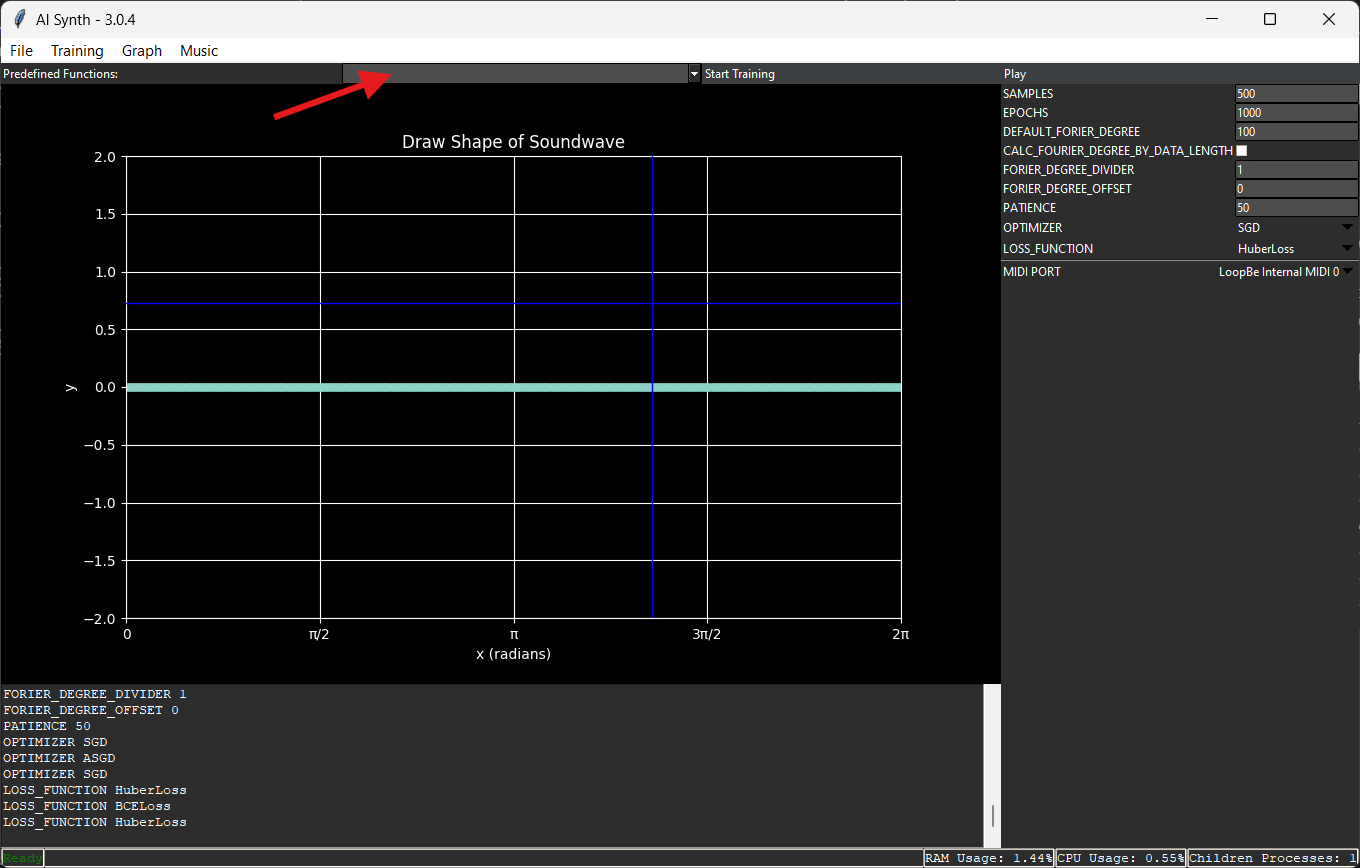 AI Synth - 3.0.4
File Training Graph Music
Predefined Functions: Start Training Play
SAMPLES 500
EPOCHS 1000
DEFAULT_FORIER_DEGREE 100
CALC_FOURIER_DEGREE_BY_DATA_LENGTH
FORIER_DEGREE_DIVIDER 1
FORIER_DEGREE_OFFSET 0
PATIENCE 50
OPTIMIZER SGD
LOSS_FUNCTION HuberLoss
MIDI PORT LoopBe Internal MIDI 0
Draw Shape of Soundwave
2.0
1.5
1.0
0.5
0.0
−0.5
−1.0
−1.5
−2.0
y
0 π/2 π 3π/2 2π
x (radians)
FORIER_DEGREE_DIVIDER 1
FORIER_DEGREE_OFFSET 0
PATIENCE 50
OPTIMIZER SGD
OPTIMIZER ASGD
OPTIMIZER SGD
LOSS_FUNCTION HuberLoss
LOSS_FUNCTION BCELoss
LOSS_FUNCTION HuberLoss
Ready RAM Usage: 1.44% CPU Usage: 0.55% Children Processes: 1